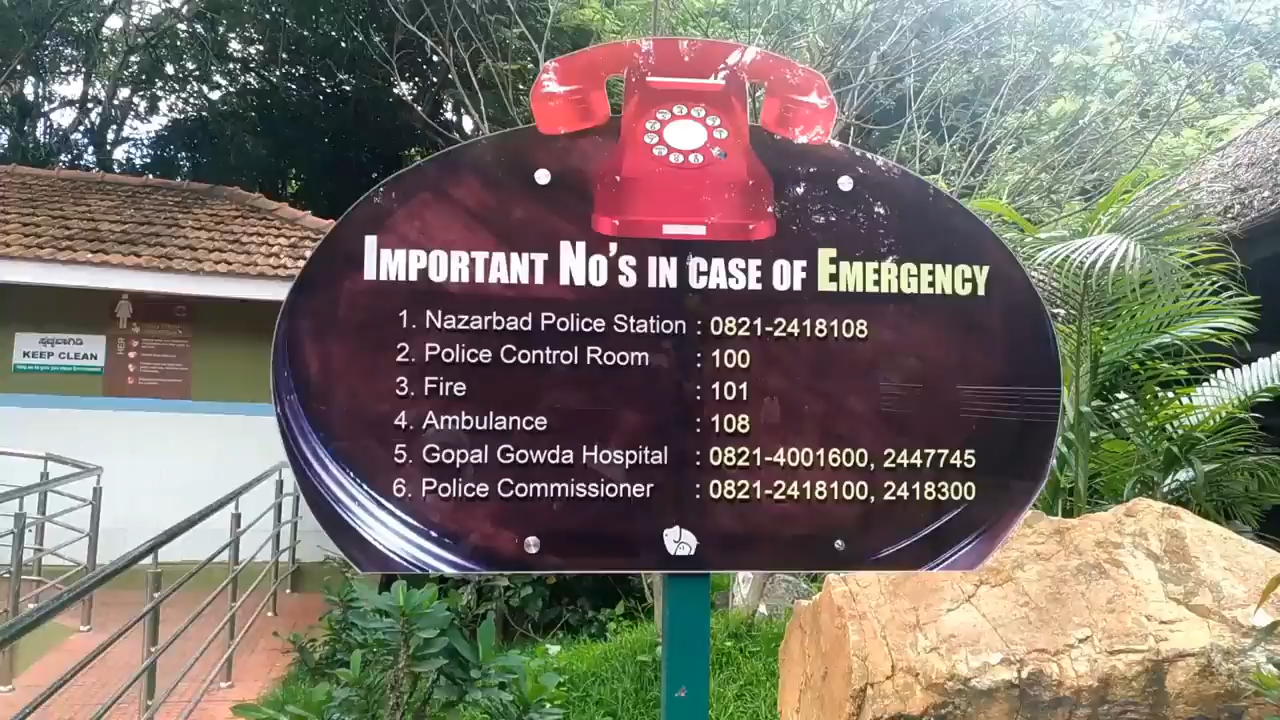 IMPORTANT NO'S IN CASE OF EMERGENCY
1. Nazarbad Police Station : 0821-2418108
2. Police Control Room : 100
3. Fire : 101
4. Ambulance : 108
5. Gopal Gowda Hospital : 0821-4001600, 2447745
6. Police Commissioner : 0821-2418100, 2418300
KEEP CLEAN
HER